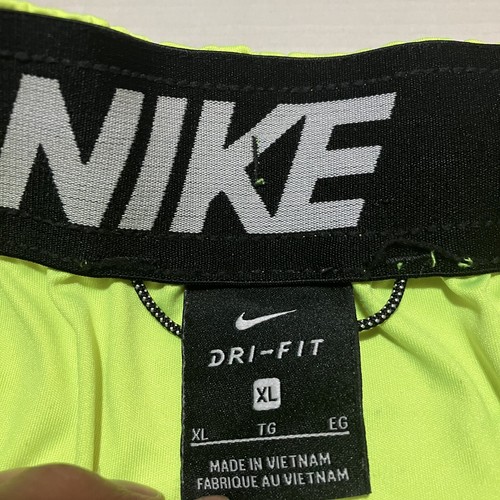 NIKE
DRI-FIT
XL
XL TG EG
MADE IN VIETNAM
FABRIQUE AU VIETNAM